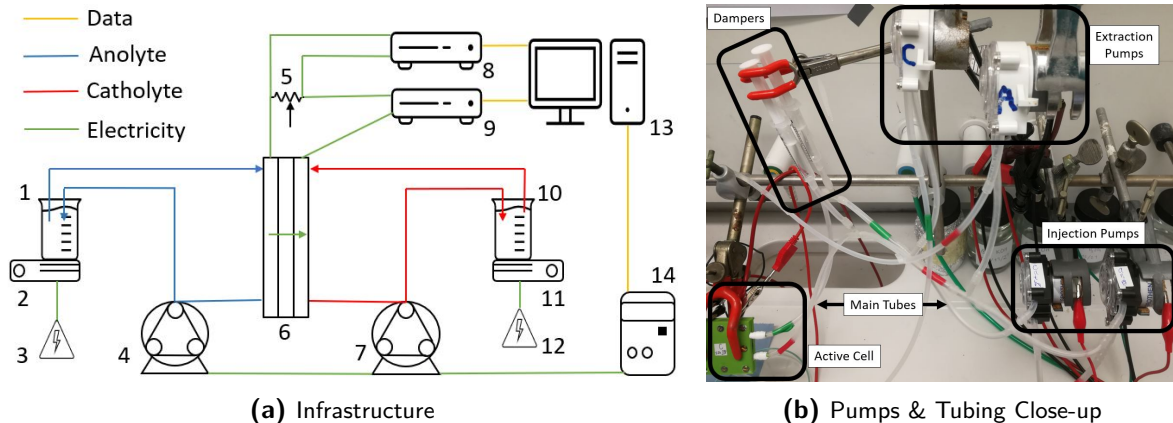 Data
Anolyte
Catholyte
Electricity
5
8
9
13
1
10
2
11
14
3
4
6
7
12
(a) Infrastructure
Dampers
C
A
Extraction Pumps
Injection Pumps
Main Tubes
Active Cell
(b) Pumps & Tubing Close-up